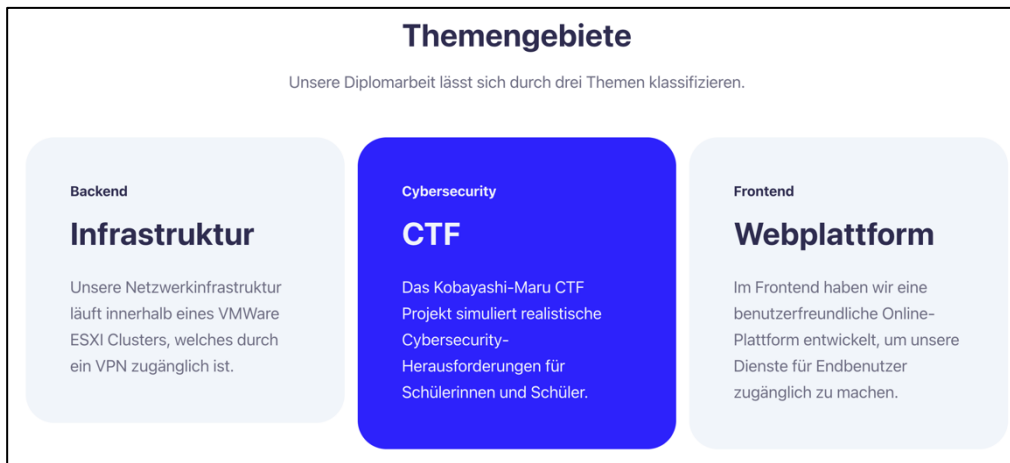 Themengebiete
Unsere Diplomarbeit lässt sich durch drei Themen klassifizieren.
Backend
Infrastruktur
Unsere Netzwerkinfrastruktur
läuft innerhalb eines VMWare
ESXI Clusters, welches durch
ein VPN zugänglich ist.
Cybersecurity
CTF
Das Kobayashi-Maru CTF
Projekt simuliert realistische
Cybersecurity-
Herausforderungen für
Schülerinnen und Schüler.
Frontend
Webplattform
Im Frontend haben wir eine
benutzerfreundliche Online-
Plattform entwickelt, um unsere
Dienste für Endbenutzer
zugänglich zu machen.